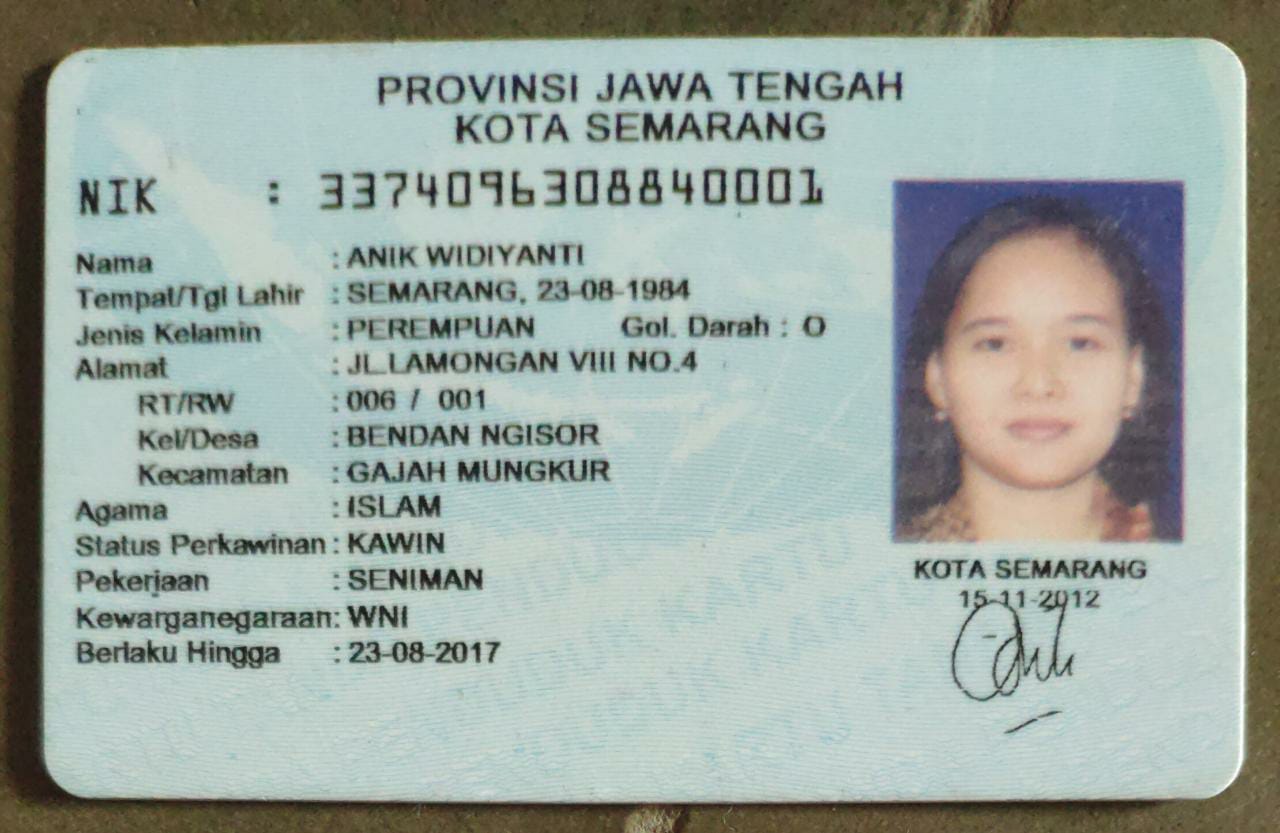 PROVINSI JAWA TENGAH
KOTA SEMARANG
NIK : 3374096308840001
Nama : ANIK WIDIYANTI
Tempat/Tgl Lahir : SEMARANG, 23-08-1984
Jenis Kelamin : PEREMPUAN Gol. Darah : O
Alamat : JL.LAMONGAN VIII NO.4
RT/RW : 006 / 001
Kel/Desa : BENDAN NGISOR
Kecamatan : GAJAH MUNGKUR
Agama : ISLAM
Status Perkawinan : KAWIN
Pekerjaan : SENIMAN
Kewarganegaraan : WNI
Berlaku Hingga : 23-08-2017
KOTA SEMARANG
15-11-2012